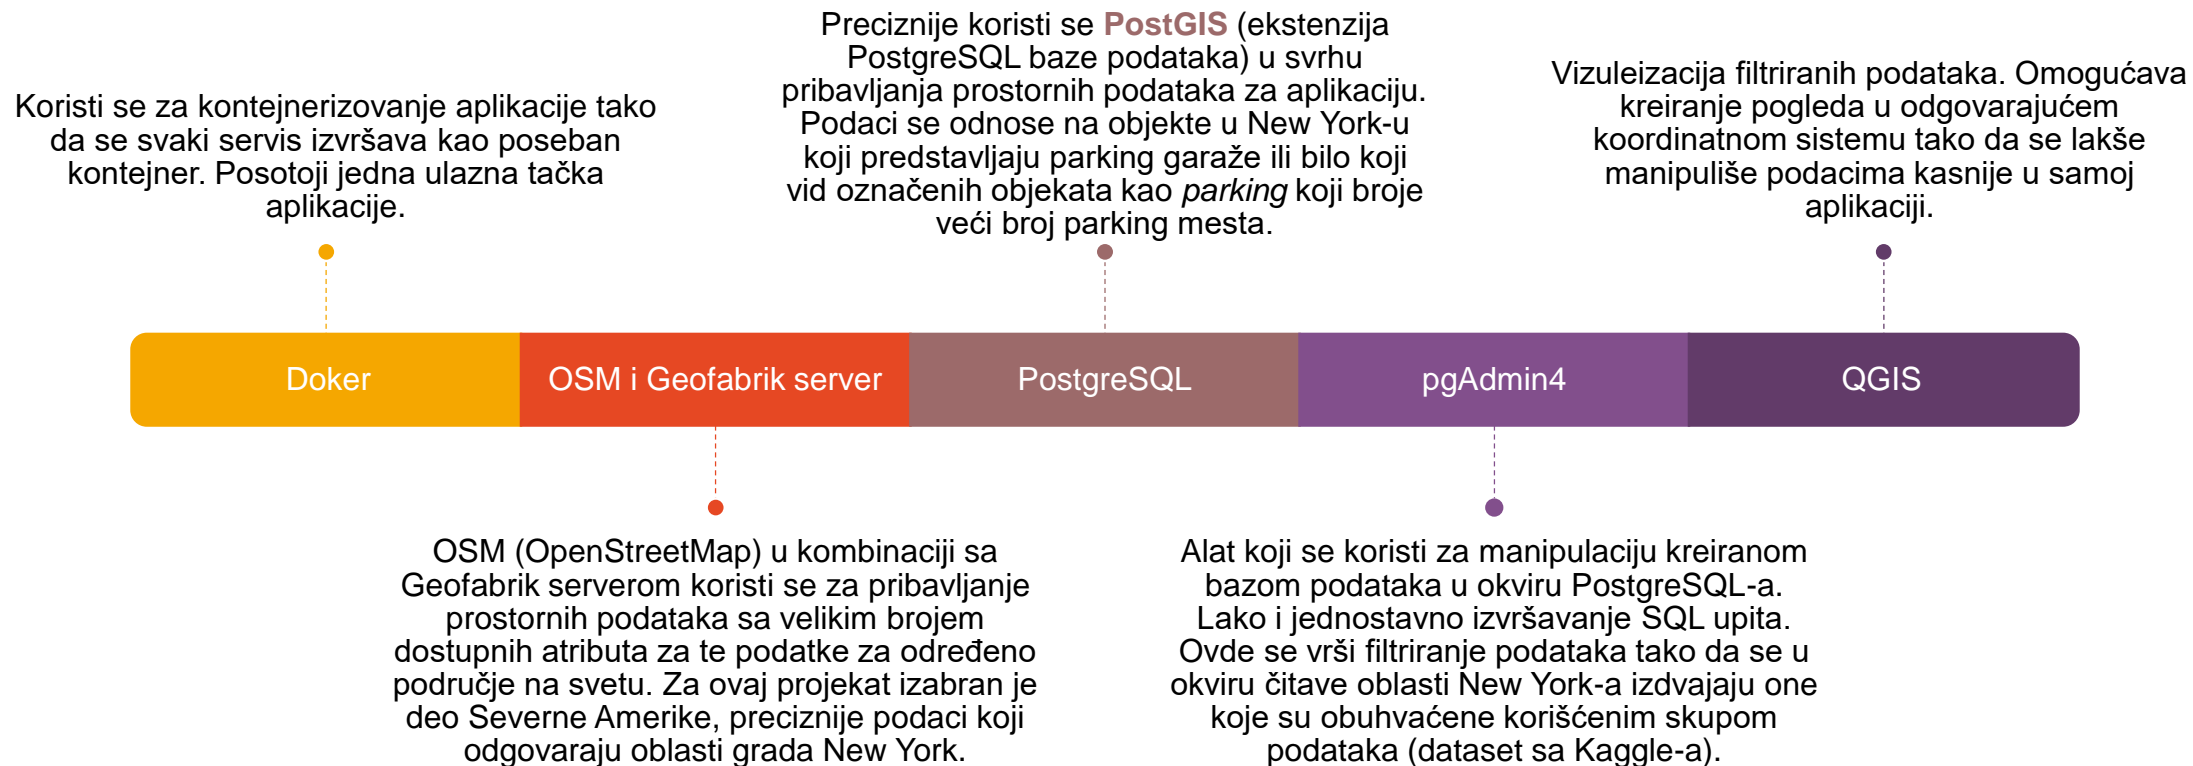 Koristi se za kontejnerizovanje aplikacije tako
da se svaki servis izvršava kao poseban
kontejner. Posotoji jedna ulazna tačka
aplikacije.
Preciznije koristi se PostGIS (ekstenzija
PostgreSQL baze podataka) u svrhu
pribavljanja prostornih podataka za aplikaciju.
Podaci se odnose na objekte u New York-u
koji predstavljaju parking garaže ili bilo koji
vid označenih objekata kao parking koji broje
veći broj parking mesta.
Vizuleizacija filtriranih podataka. Omogućava
kreiranje pogleda u odgovarajućem
koordinatnom sistemu tako da se lakše
manipuliše podacima kasnije u samoj
aplikaciji.
Doker
OSM i Geofabrik server
PostgreSQL
pgAdmin4
QGIS
OSM (OpenStreetMap) u kombinaciji sa
Geofabrik serverom koristi se za pribavljanje
prostornih podataka sa velikim brojem
dostupnih atributa za te podatke za određeno
područje na svetu. Za ovaj projekat izabran je
deo Severne Amerike, preciznije podaci koji
odgovaraju oblasti grada New York.
Alat koji se koristi za manipulaciju kreiranom
bazom podataka u okviru PostgreSQL-a.
Lako i jednostavno izvršavanje SQL upita.
Ovde se vrši filtriranje podataka tako da se u
okviru čitave oblasti New York-a izdvajaju one
koje su obuhvaćene korišćenim skupom
podataka (dataset sa Kaggle-a).